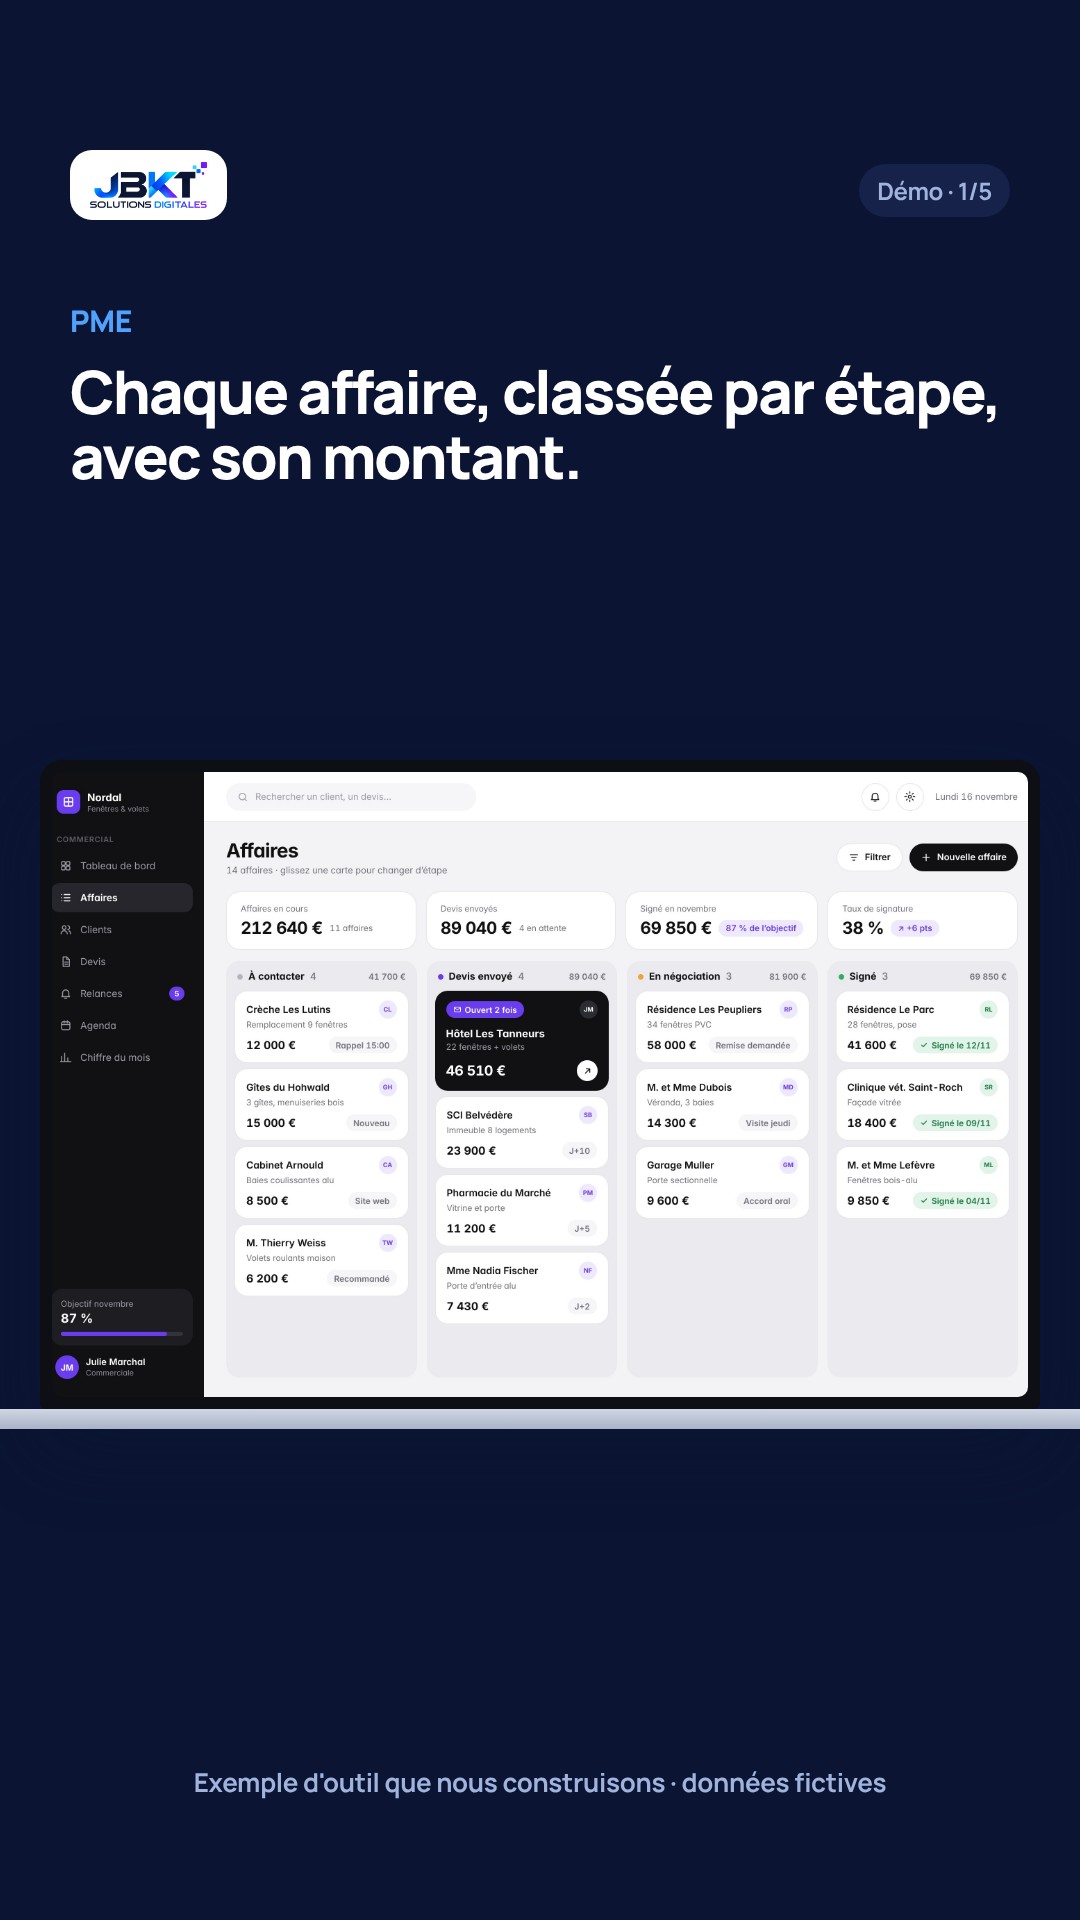 JBKT
SOLUTIONS DIGITALES
Démo · 1/5
PME
Chaque affaire, classée par étape,
avec son montant.
Nordal
Fenêtres & volets
COMMERCIAL
Tableau de bord
Affaires
Clients
Devis
Relances 5
Agenda
Chiffre du mois
Objectif novembre
87 %
JM Julie Marchal
Commerciale
Rechercher un client, un devis...
Lundi 16 novembre
Affaires
14 affaires · glissez une carte pour changer d'étape
Filtrer
+ Nouvelle affaire
Affaires en cours
212 640 € 11 affaires
Devis envoyés
89 040 € 4 en attente
Signé en novembre
69 850 € 87 % de l'objectif
Taux de signature
38 % ↗ +6 pts
À contacter 4 41 700 €
Crèche Les Lutins CL
Remplacement 9 fenêtres
12 000 € Rappel 15:00
Gîtes du Hohwald GH
3 gîtes, menuiseries bois
15 000 € Nouveau
Cabinet Arnould CA
Baies coulissantes alu
8 500 € Site web
M. Thierry Weiss TW
Volets roulants maison
6 200 € Recommandé
Devis envoyé 4 89 040 €
Ouvert 2 fois JM
Hôtel Les Tanneurs
22 fenêtres + volets
46 510 € ↗
SCI Belvédère SB
Immeuble 8 logements
23 900 € J+10
Pharmacie du Marché PM
Vitrine et porte
11 200 € J+5
Mme Nadia Fischer NF
Porte d'entrée alu
7 430 € J+2
En négociation 3 81 900 €
Résidence Les Peupliers RP
34 fenêtres PVC
58 000 € Remise demandée
M. et Mme Dubois MD
Véranda, 3 baies
14 300 € Visite jeudi
Garage Muller GM
Porte sectionnelle
9 600 € Accord oral
Signé 3 69 850 €
Résidence Le Parc RL
28 fenêtres, pose
41 600 € ✓ Signé le 12/11
Clinique vét. Saint-Roch SR
Façade vitrée
18 400 € ✓ Signé le 09/11
M. et Mme Lefèvre ML
Fenêtres bois-alu
9 850 € ✓ Signé le 04/11
Exemple d'outil que nous construisons · données fictives